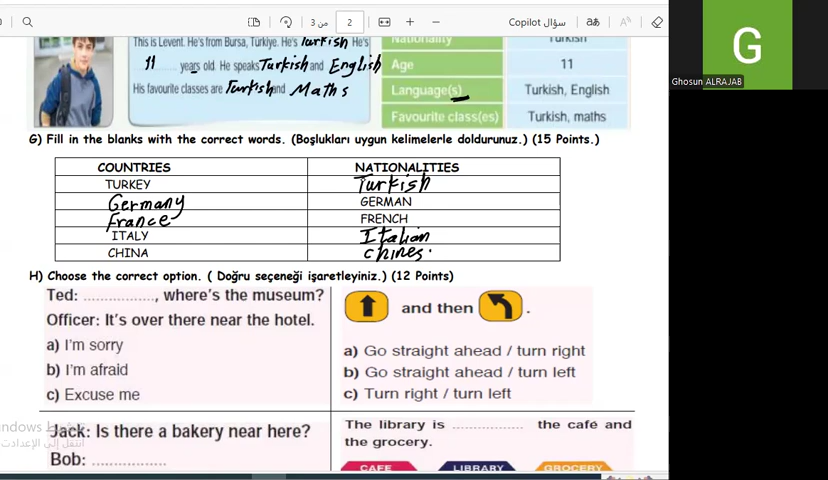 2
3 من
سؤال Copilot
This is Levent. He's from Bursa, Türkiye. He's Turkish He's
11 years old. He speaks Turkish and English
His favourite classes are Turkish and Maths
Nationality Turkish
Age 11
Language(s) Turkish, English
Favourite class(es) Turkish, maths
G) Fill in the blanks with the correct words. (Boşlukları uygun kelimelerle doldurunuz.) (15 Points.)
COUNTRIES NATIONALITIES
TURKEY Turkish
Germany GERMAN
France FRENCH
ITALY Italian
CHINA chines
H) Choose the correct option. ( Doğru seçeneği işaretleyiniz.) (12 Points)
Ted: ................, where's the museum?
Officer: It's over there near the hotel.
a) I'm sorry
b) I'm afraid
c) Excuse me
and then .
a) Go straight ahead / turn right
b) Go straight ahead / turn left
c) Turn right / turn left
Jack: Is there a bakery near here?
Bob: ................
The library is ................ the café and
the grocery.
CAFE LIBRARY GROCERY
G
Ghosun ALRAJAB